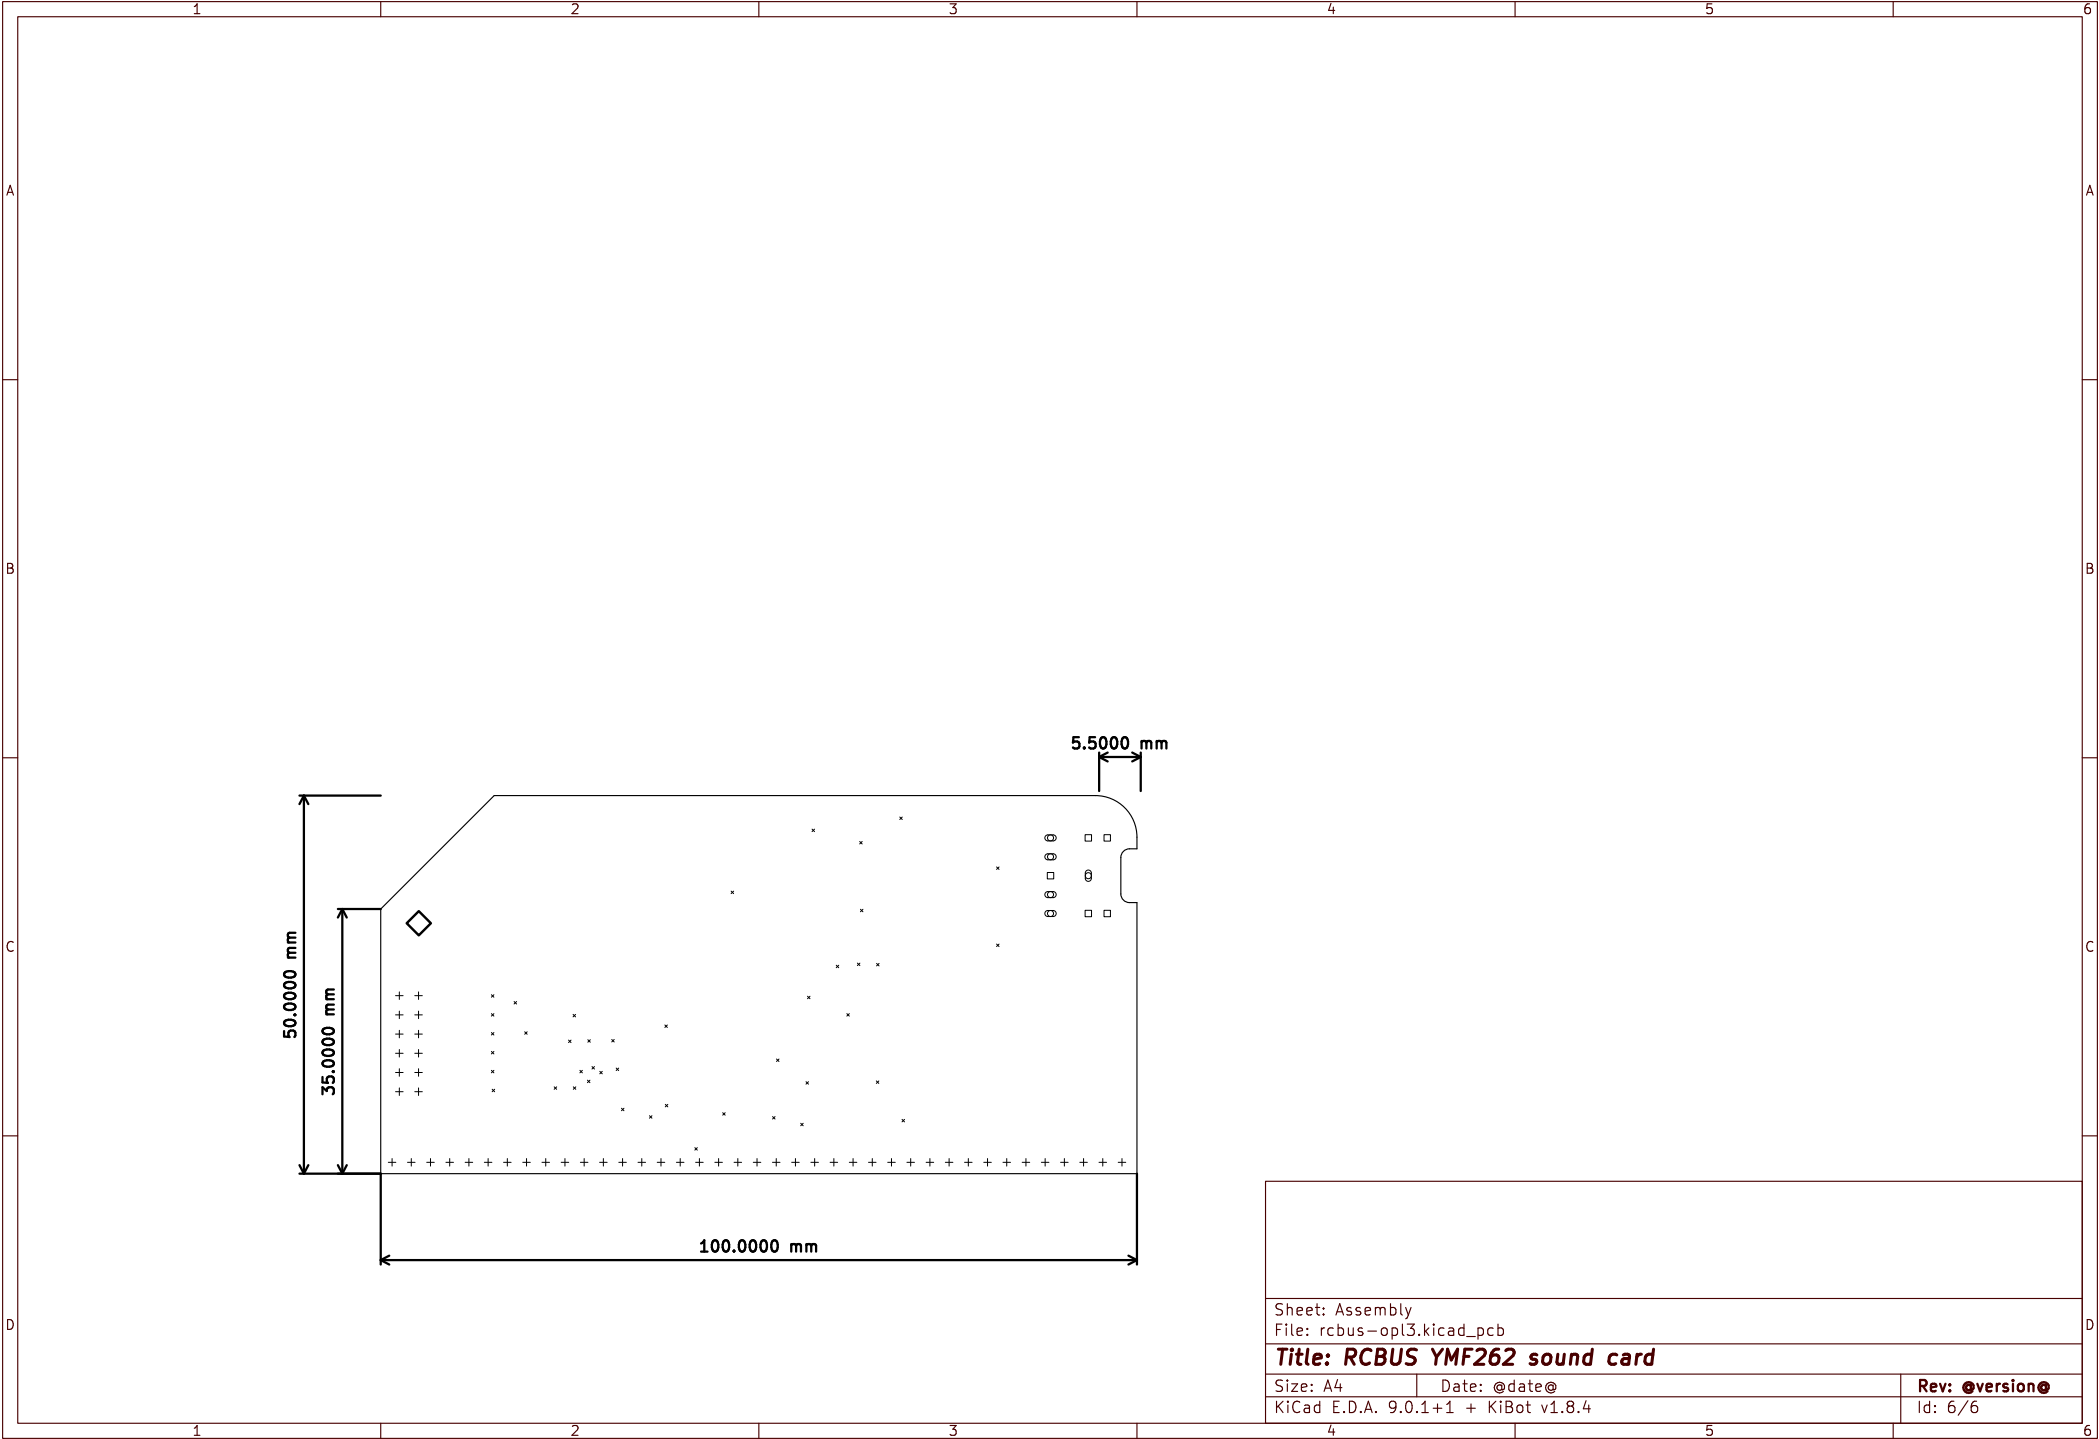 1 2 3 4 5 6
A A
B B
5.5000 mm
50.0000 mm
35.0000 mm
C C
100.0000 mm
Sheet: Assembly
File: rcbus-opl3.kicad_pcb
D D
Title: RCBUS YMF262 sound card
Size: A4 Date: @date@ Rev: @version@
KiCad E.D.A. 9.0.1+1 + KiBot v1.8.4 Id: 6/6
1 2 3 4 5 6